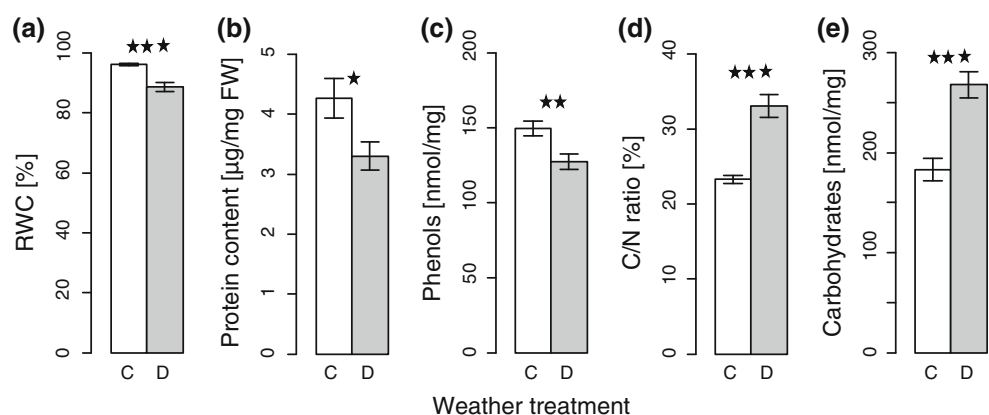 (a)
RWC [%]
0 20 40 60 80 100
★★★
C D
(b)
Protein content [µg/mg FW]
0 1 2 3 4 5
★
C D
(c)
Phenols [nmol/mg]
0 50 100 150 200
★★
C D
(d)
C/N ratio [%]
0 10 20 30 40
★★★
C D
(e)
Carbohydrates [nmol/mg]
0 100 200 300
★★★
C D
Weather treatment